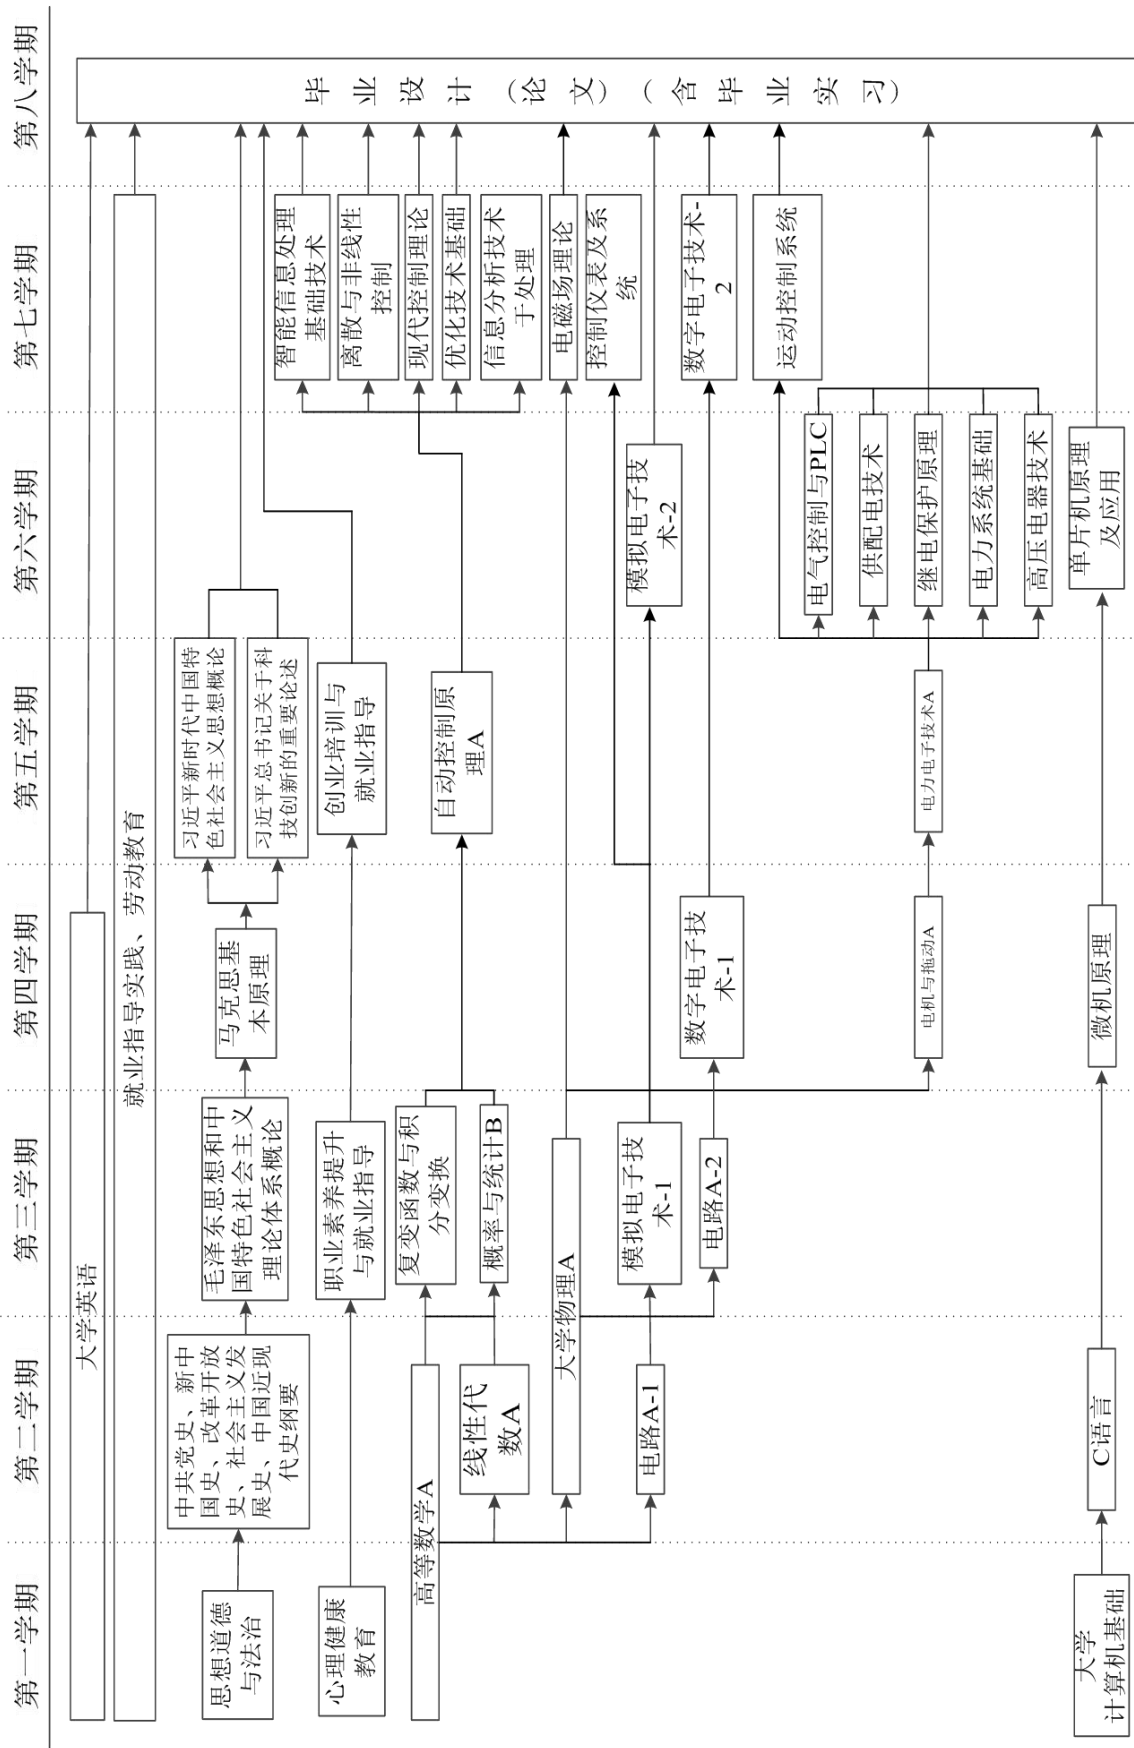 第一学期
第二学期
第三学期
第四学期
第五学期
第六学期
第七学期
第八学期
大学英语
就业指导实践、劳动教育
思想道德
与法治
中共党史、新中
国史、改革开放
史、社会主义发
展史、中国近现
代史纲要
毛泽东思想和中
国特色社会主义
理论体系概论
马克思基
本原理
习近平新时代中国特
色社会主义思想概论
习近平总书记关于科
技创新的重要论述
心理健康
教育
职业素养提升
与就业指导
创业培训与
就业指导
高等数学A
线性代
数A
复变函数与积
分变换
概率与统计B
自动控制原
理A
智能信息处理
基础技术
离散与非线性
控制
现代控制理论
优化技术基础
信息分析技术
于处理
大学物理A
电磁场理论
控制仪表及系
统
电路A-1
模拟电子技
术-1
模拟电子技
术-2
电路A-2
数字电子技
术-1
数字电子技术-
2
运动控制系统
电机与拖动A
电力电子技术A
电气控制与PLC
供配电技术
继电保护原理
电力系统基础
高压电器技术
大学
计算机基础
C语言
微机原理
单片机原理
及应用
毕业设计（论文）（含毕业实习）